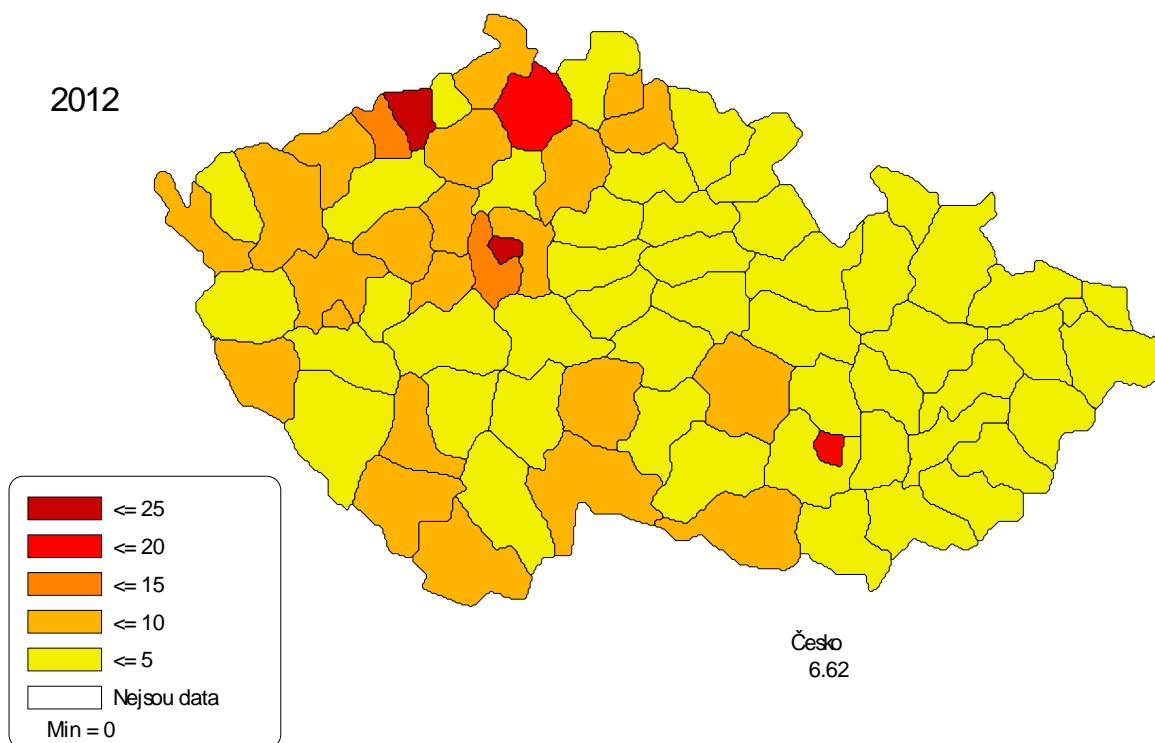 2012
<= 25
<= 20
<= 15
<= 10
<= 5
Nejsou data
Min = 0
Česko
6.62